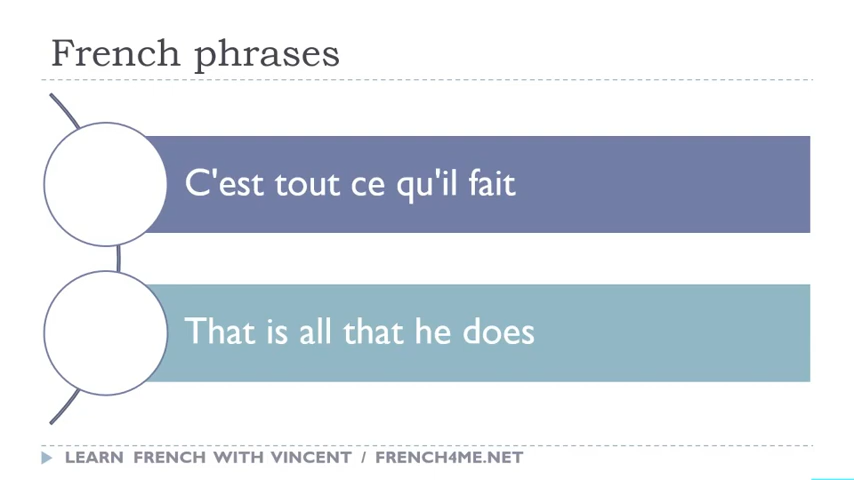 French phrases
C'est tout ce qu'il fait
That is all that he does
LEARN FRENCH WITH VINCENT / FRENCH4ME.NET